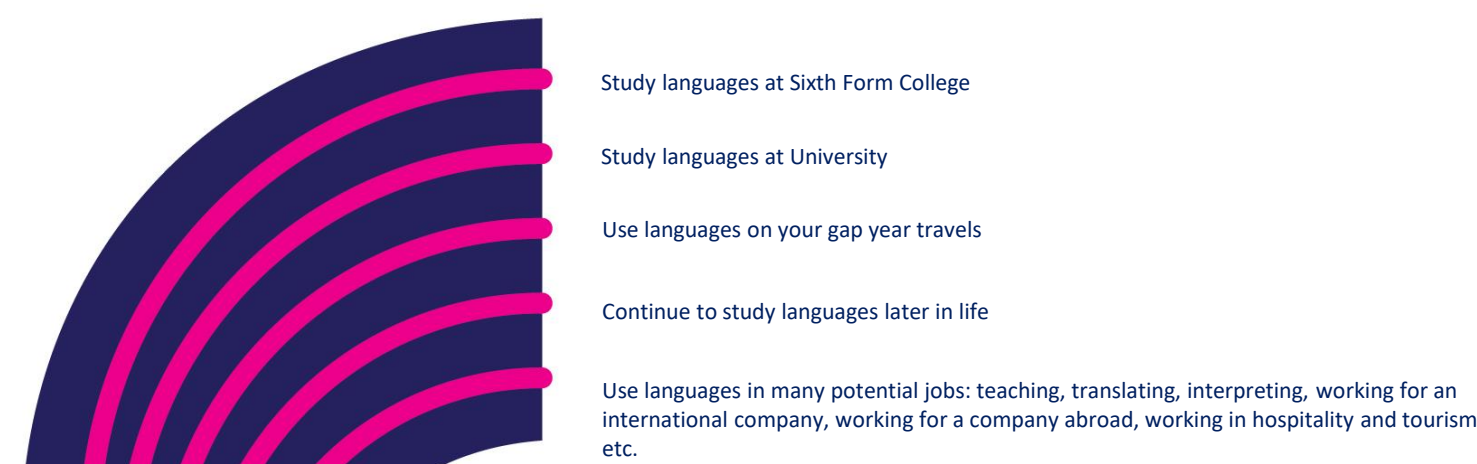 Study languages at Sixth Form College
Study languages at University
Use languages on your gap year travels
Continue to study languages later in life
Use languages in many potential jobs: teaching, translating, interpreting, working for an
international company, working for a company abroad, working in hospitality and tourism
etc.